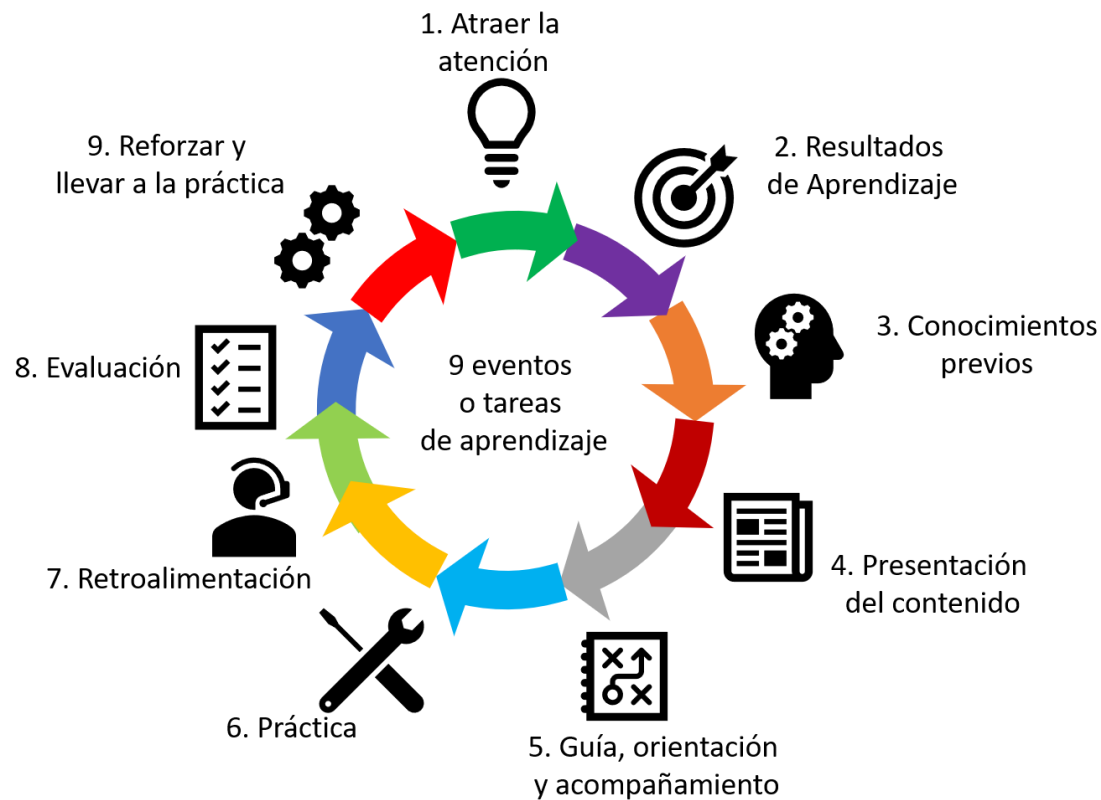 1. Atraer la
atención
2. Resultados
de Aprendizaje
3. Conocimientos
previos
4. Presentación
del contenido
5. Guía, orientación
y acompañamiento
6. Práctica
7. Retroalimentación
8. Evaluación
9. Reforzar y
llevar a la práctica
9 eventos
o tareas
de aprendizaje